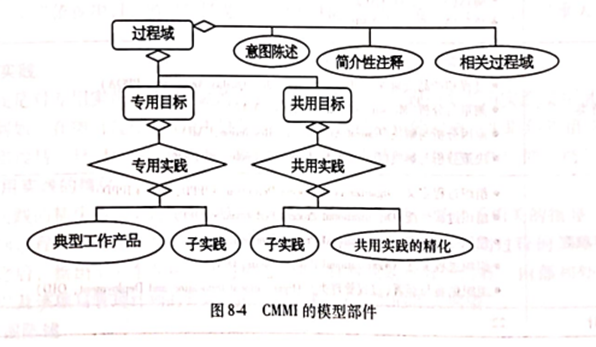 过程域
意图陈述
简介性注释
相关过程域
专用目标
共用目标
专用实践
共用实践
典型工作产品
子实践
子实践
共用实践的精化
图 8-4 CMMI 的模型部件